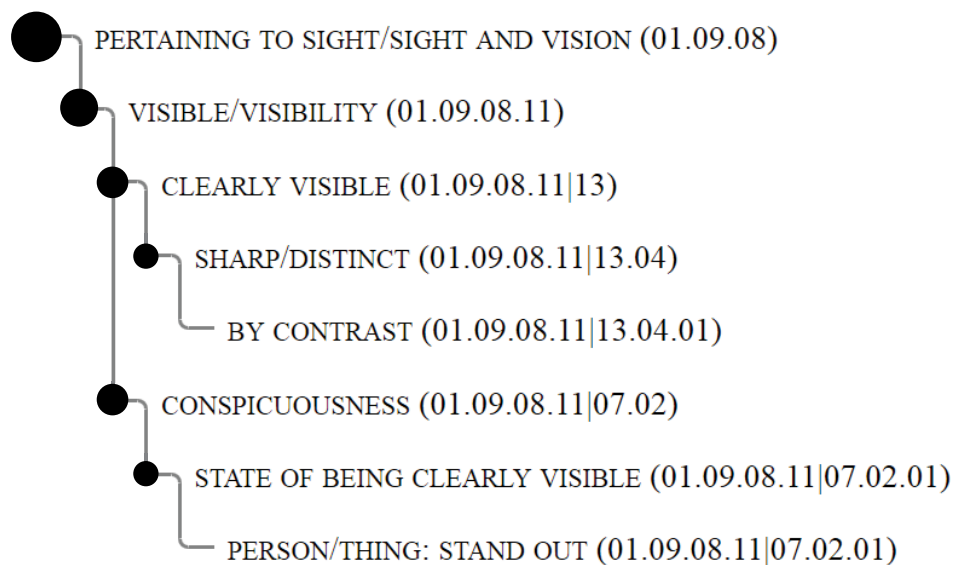 PERTAINING TO SIGHT/SIGHT AND VISION (01.09.08)
VISIBLE/VISIBILITY (01.09.08.11)
CLEARLY VISIBLE (01.09.08.11|13)
SHARP/DISTINCT (01.09.08.11|13.04)
BY CONTRAST (01.09.08.11|13.04.01)
CONSPICUOUSNESS (01.09.08.11|07.02)
STATE OF BEING CLEARLY VISIBLE (01.09.08.11|07.02.01)
PERSON/THING: STAND OUT (01.09.08.11|07.02.01)